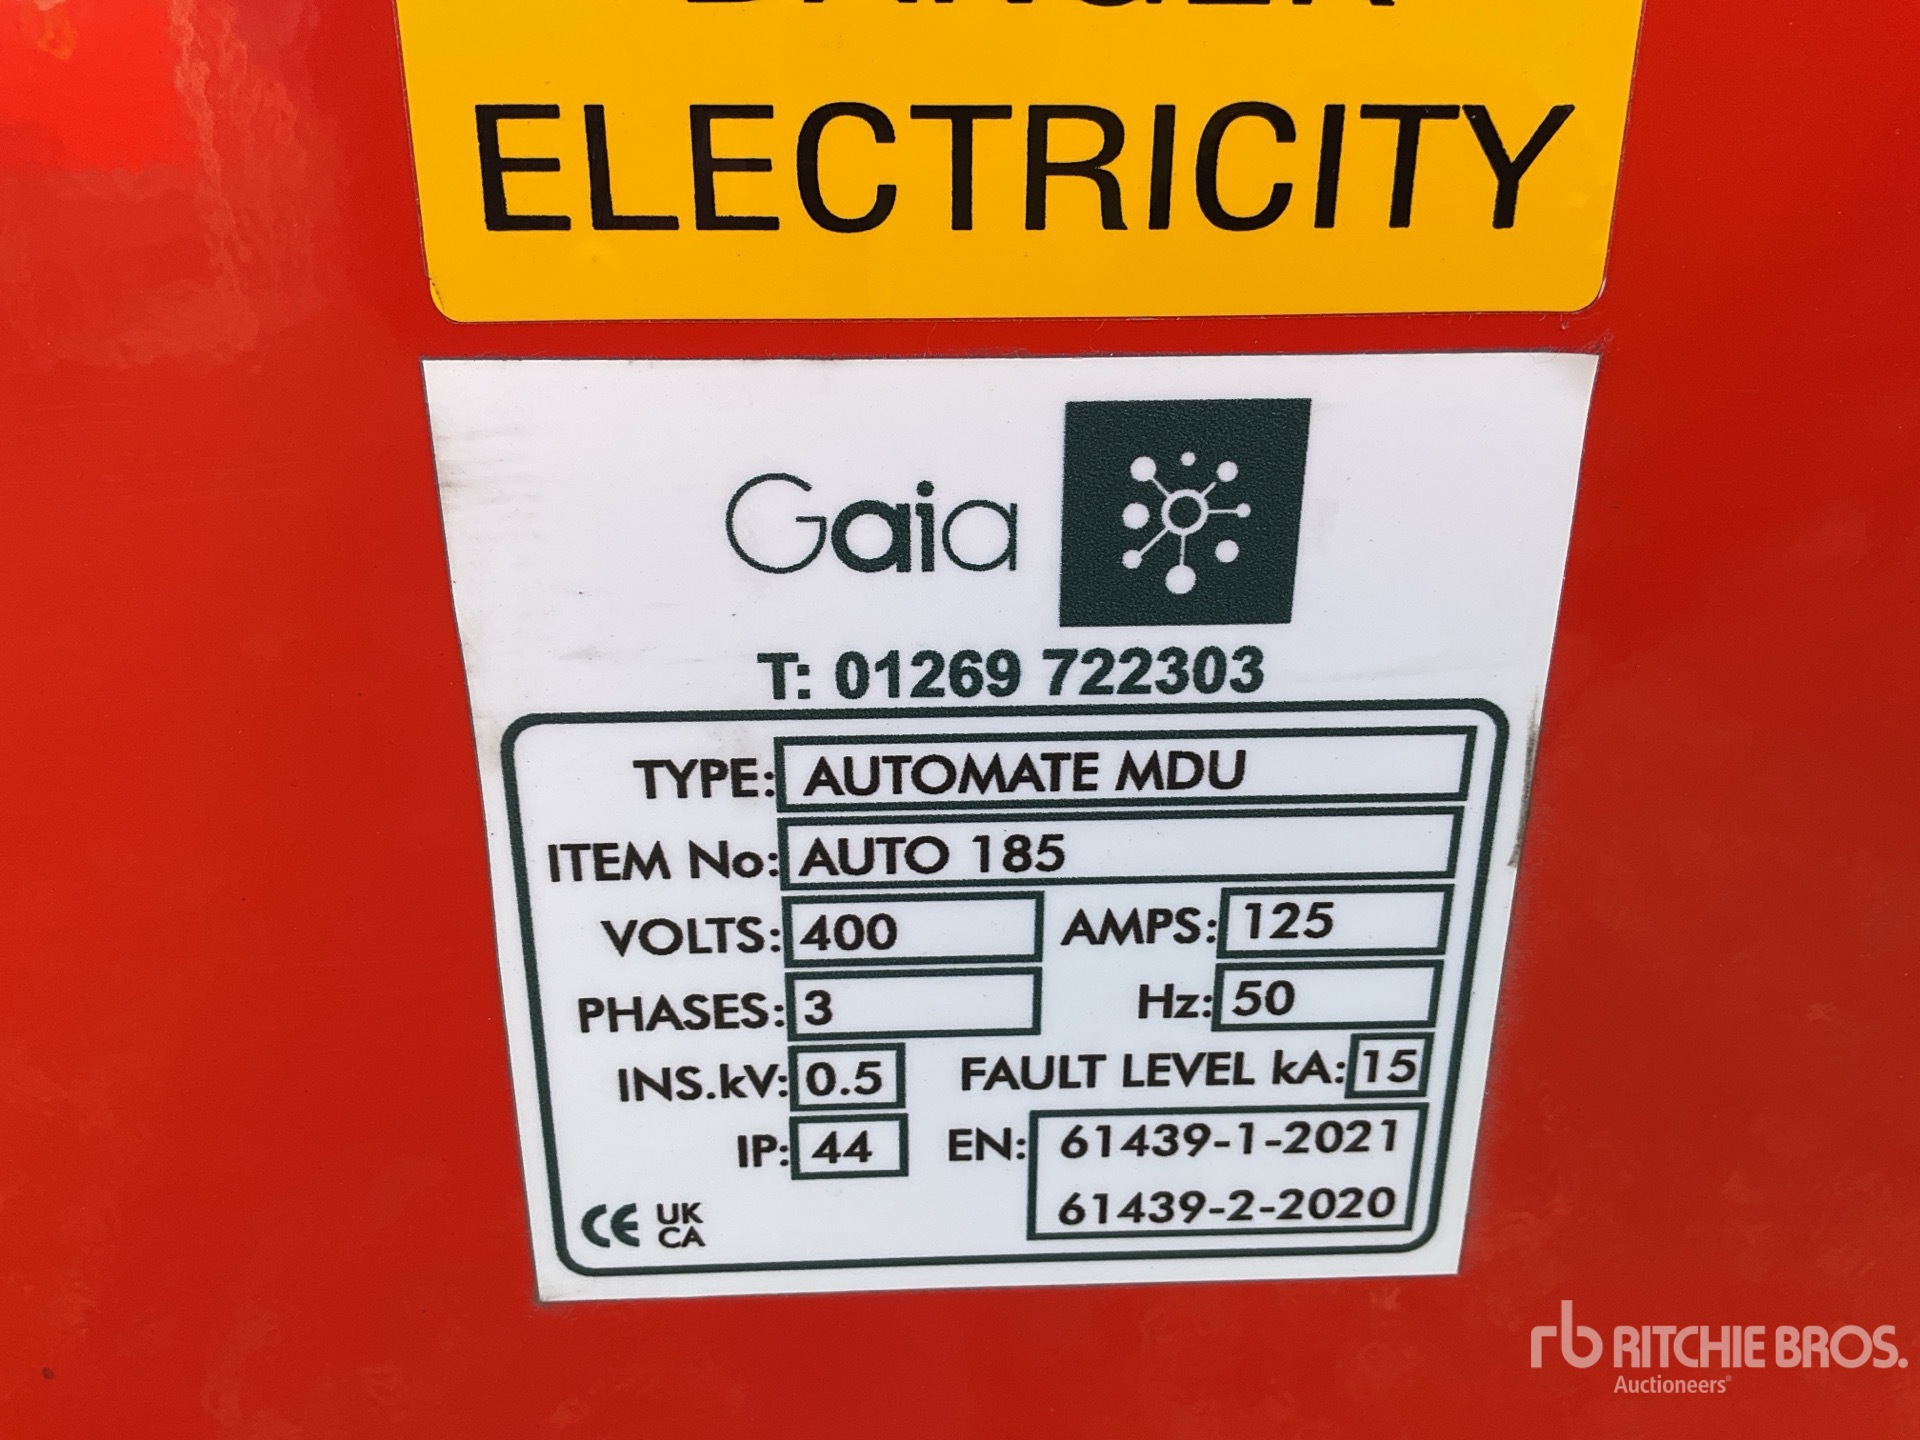 DANGER
ELECTRICITY
Gaia
T: 01269 722303
TYPE: AUTOMATE MDU
ITEM No: AUTO 185
VOLTS: 400 AMPS: 125
PHASES: 3 Hz: 50
INS.kV: 0.5 FAULT LEVEL kA: 15
IP: 44 EN: 61439-1-2021
61439-2-2020
CE UK
CA
rb RITCHIE BROS.
Auctioneers